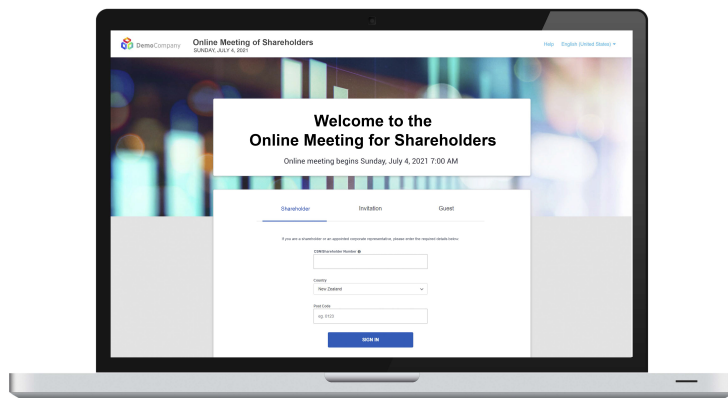 DemoCompany
Online Meeting of Shareholders
SUNDAY, JULY 4, 2021
Help English (United States)
Welcome to the
Online Meeting for Shareholders
Online meeting begins Sunday, July 4, 2021 7:00 AM
Shareholder Invitation Guest
If you are a shareholder or an appointed corporate representative, please enter the required details below.
CSN/Shareholder Number
Country
New Zealand
Post Code
eg. 0123
SIGN IN